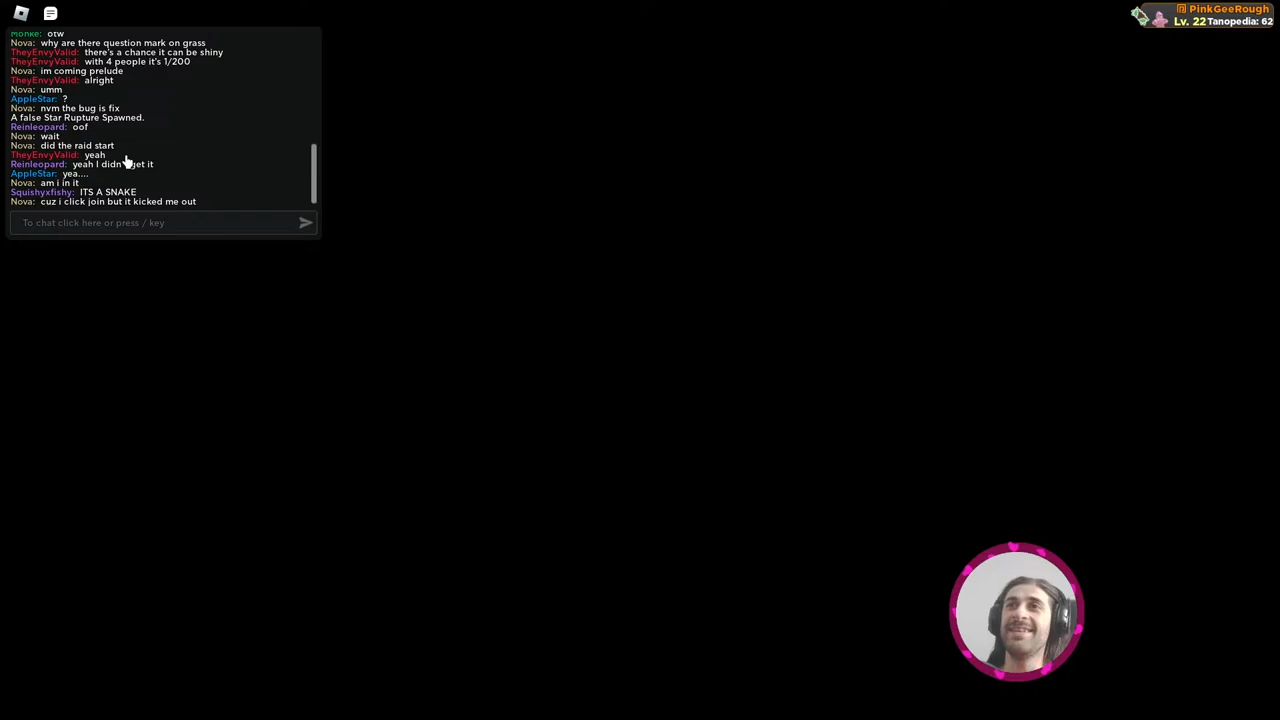 Monke: otw
Nova: why are there question mark on grass
TheyEnvyValid: there's a chance it can be shiny
TheyEnvyValid: with 4 people it's 1/200
Nova: im coming prelude
TheyEnvyValid: alright
Nova: umm
AppleStar: ?
Nova: nvm the bug is fix
A false Star Rupture Spawned.
Reinleopard: oof
Nova: wait
Nova: did the raid start
TheyEnvyValid: yeah
Reinleopard: yeah I get it
AppleStar: yea....
Nova: am i in it
Squishyxfishy: ITS A SNAKE
Nova: cuz i click join but it kicked me out
To chat click here or press / key
PinkGeeRough
Lv. 22 Tanopedia: 62